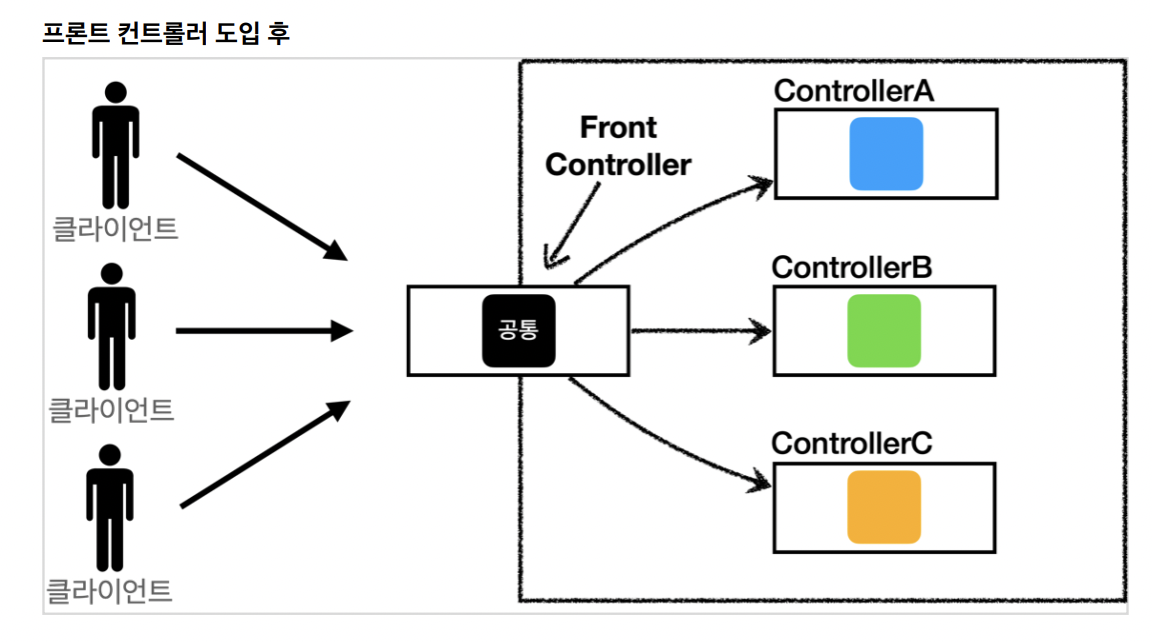 프론트 컨트롤러 도입 후
클라이언트
클라이언트
클라이언트
Front
Controller
공통
ControllerA
ControllerB
ControllerC